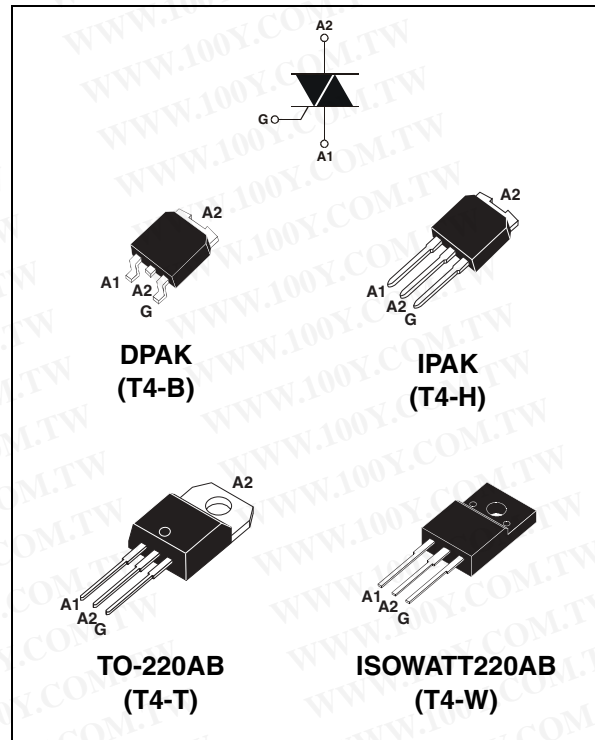 A2
G
A1
A2
A1
A2
G
DPAK
(T4-B)
A2
A1
A2
G
IPAK
(T4-H)
A2
A1
A2
G
TO-220AB
(T4-T)
A1
A2
G
ISOWATT220AB
(T4-W)
WWW.100Y.COM.TW